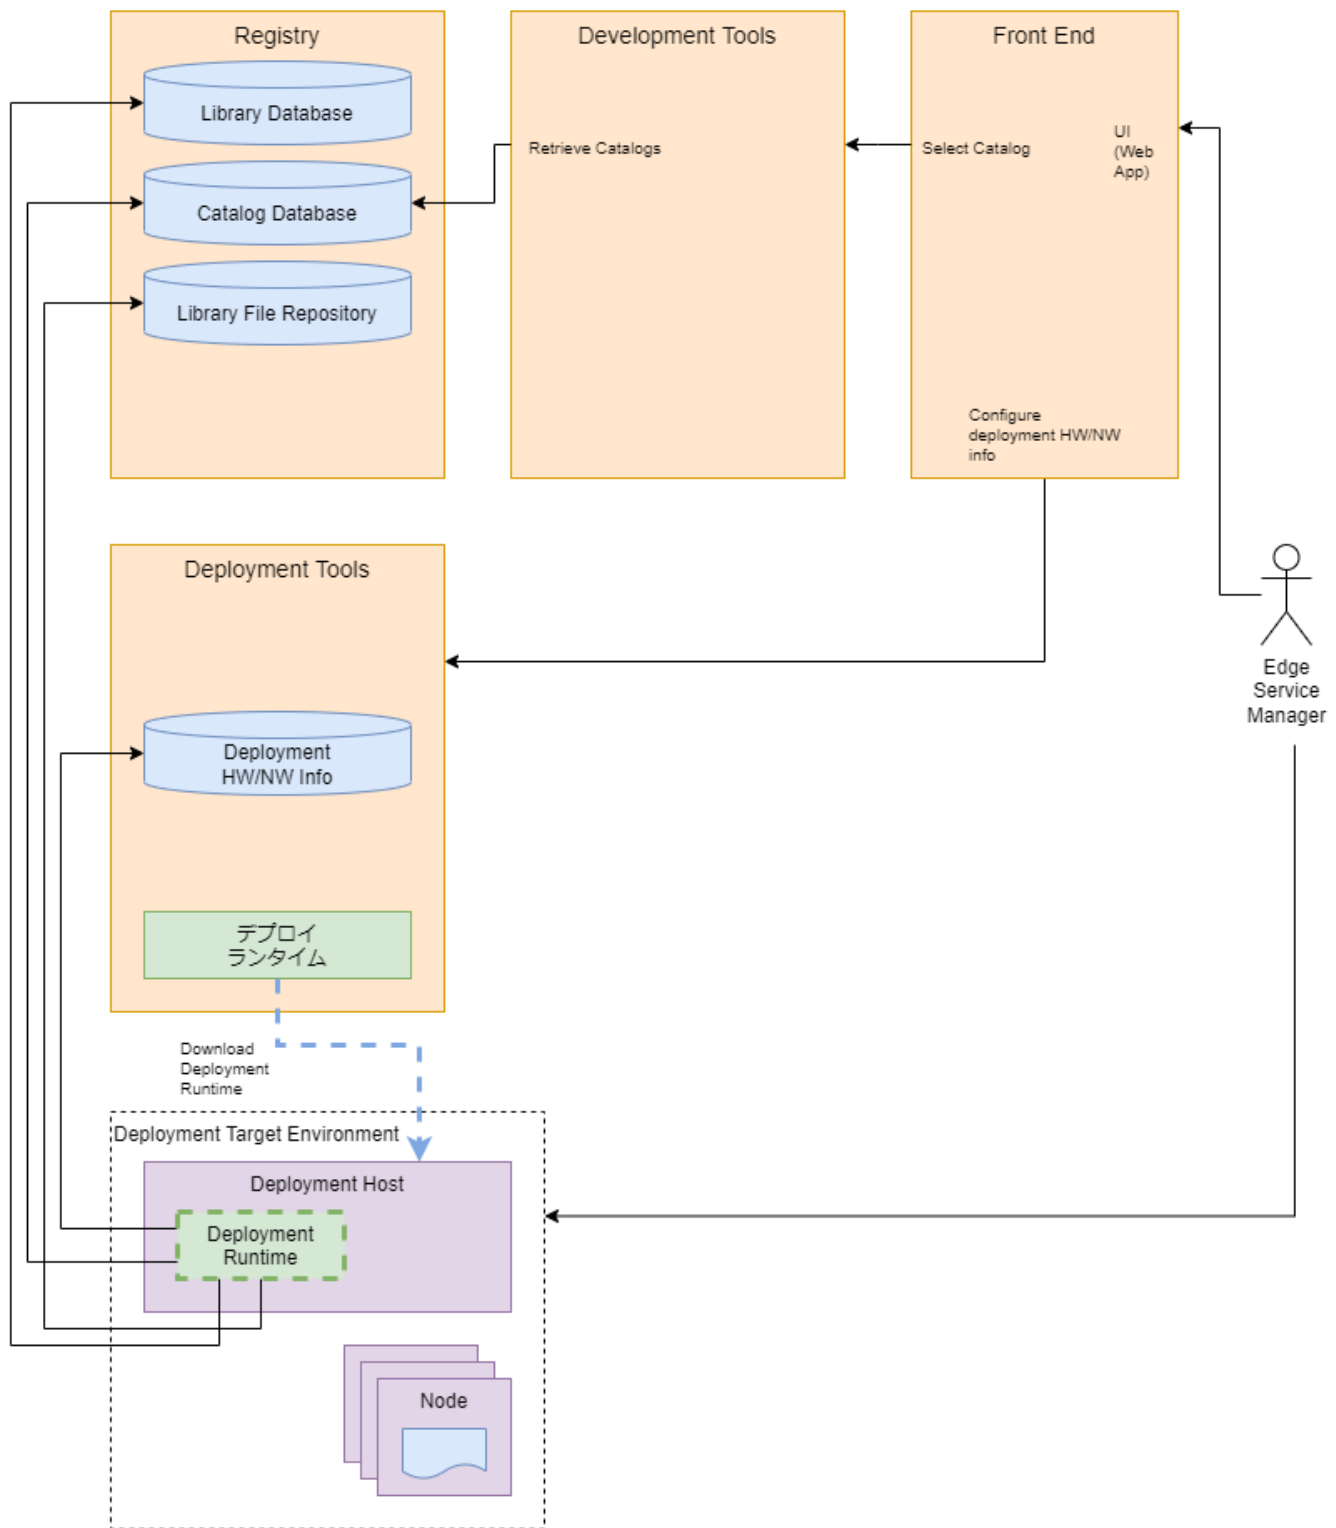 Registry
Library Database
Catalog Database
Library File Repository
Development Tools
Retrieve Catalogs
Front End
Select Catalog
UI
(Web
App)
Configure
deployment HW/NW
info
Edge
Service
Manager
Deployment Tools
Deployment
HW/NW Info
デプロイ
ランタイム
Download
Deployment
Runtime
Deployment Target Environment
Deployment Host
Deployment
Runtime
Node